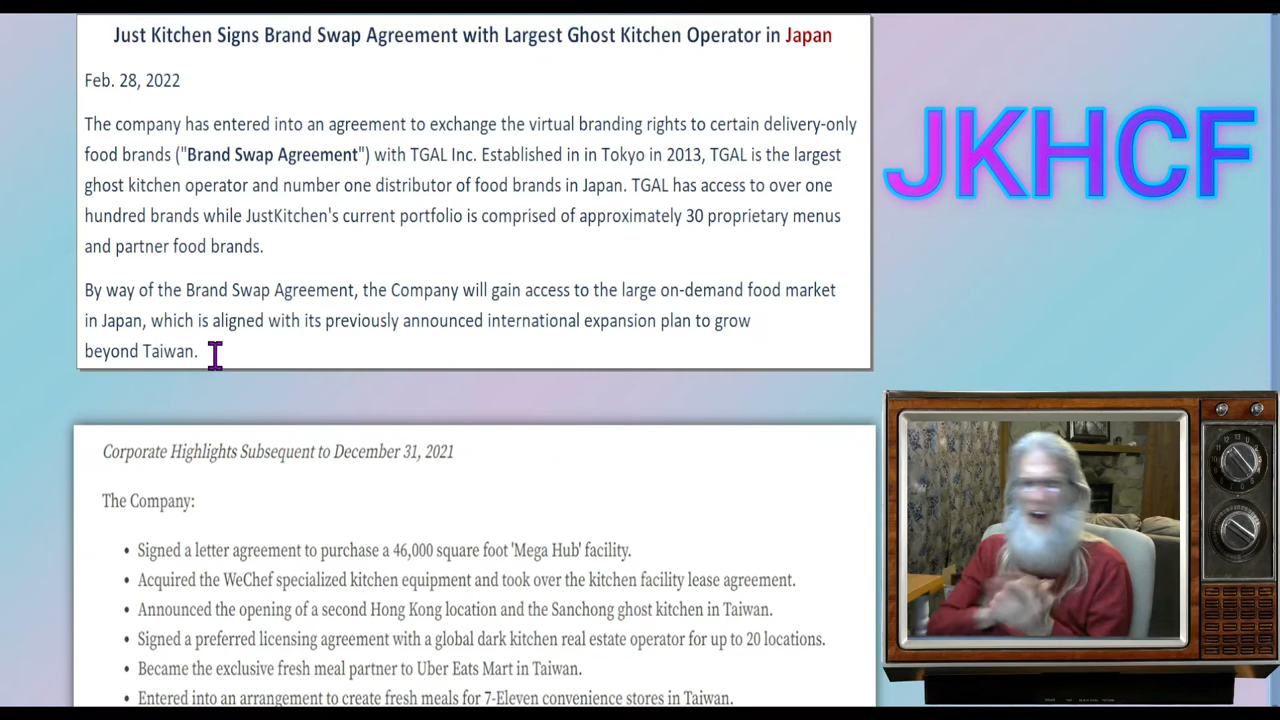 Just Kitchen Signs Brand Swap Agreement with Largest Ghost Kitchen Operator in Japan
Feb. 28, 2022
The company has entered into an agreement to exchange the virtual branding rights to certain delivery-only
food brands ("Brand Swap Agreement") with TGAL Inc. Established in in Tokyo in 2013, TGAL is the largest
ghost kitchen operator and number one distributor of food brands in Japan. TGAL has access to over one
hundred brands while JustKitchen's current portfolio is comprised of approximately 30 proprietary menus
and partner food brands.
By way of the Brand Swap Agreement, the Company will gain access to the large on-demand food market
in Japan, which is aligned with its previously announced international expansion plan to grow
beyond Taiwan.
JKHCF
Corporate Highlights Subsequent to December 31, 2021
The Company:
• Signed a letter agreement to purchase a 46,000 square foot 'Mega Hub' facility.
• Acquired the WeChef specialized kitchen equipment and took over the kitchen facility lease agreement.
• Announced the opening of a second Hong Kong location and the Sanchong ghost kitchen in Taiwan.
• Signed a preferred licensing agreement with a global dark kitchen real estate operator for up to 20 locations.
• Became the exclusive fresh meal partner to Uber Eats Mart in Taiwan.
• Entered into an arrangement to create fresh meals for 7-Eleven convenience stores in Taiwan.